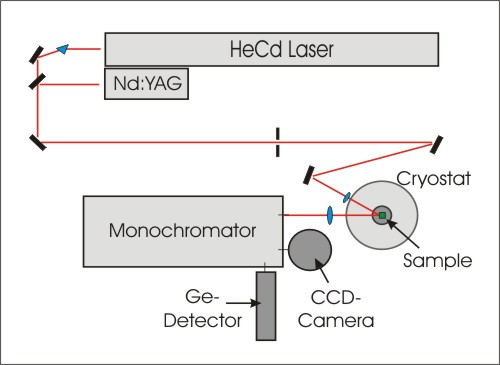 HeCd Laser
Nd:YAG
Cryostat
Monochromator
Sample
Ge-
Detector
CCD-
Camera